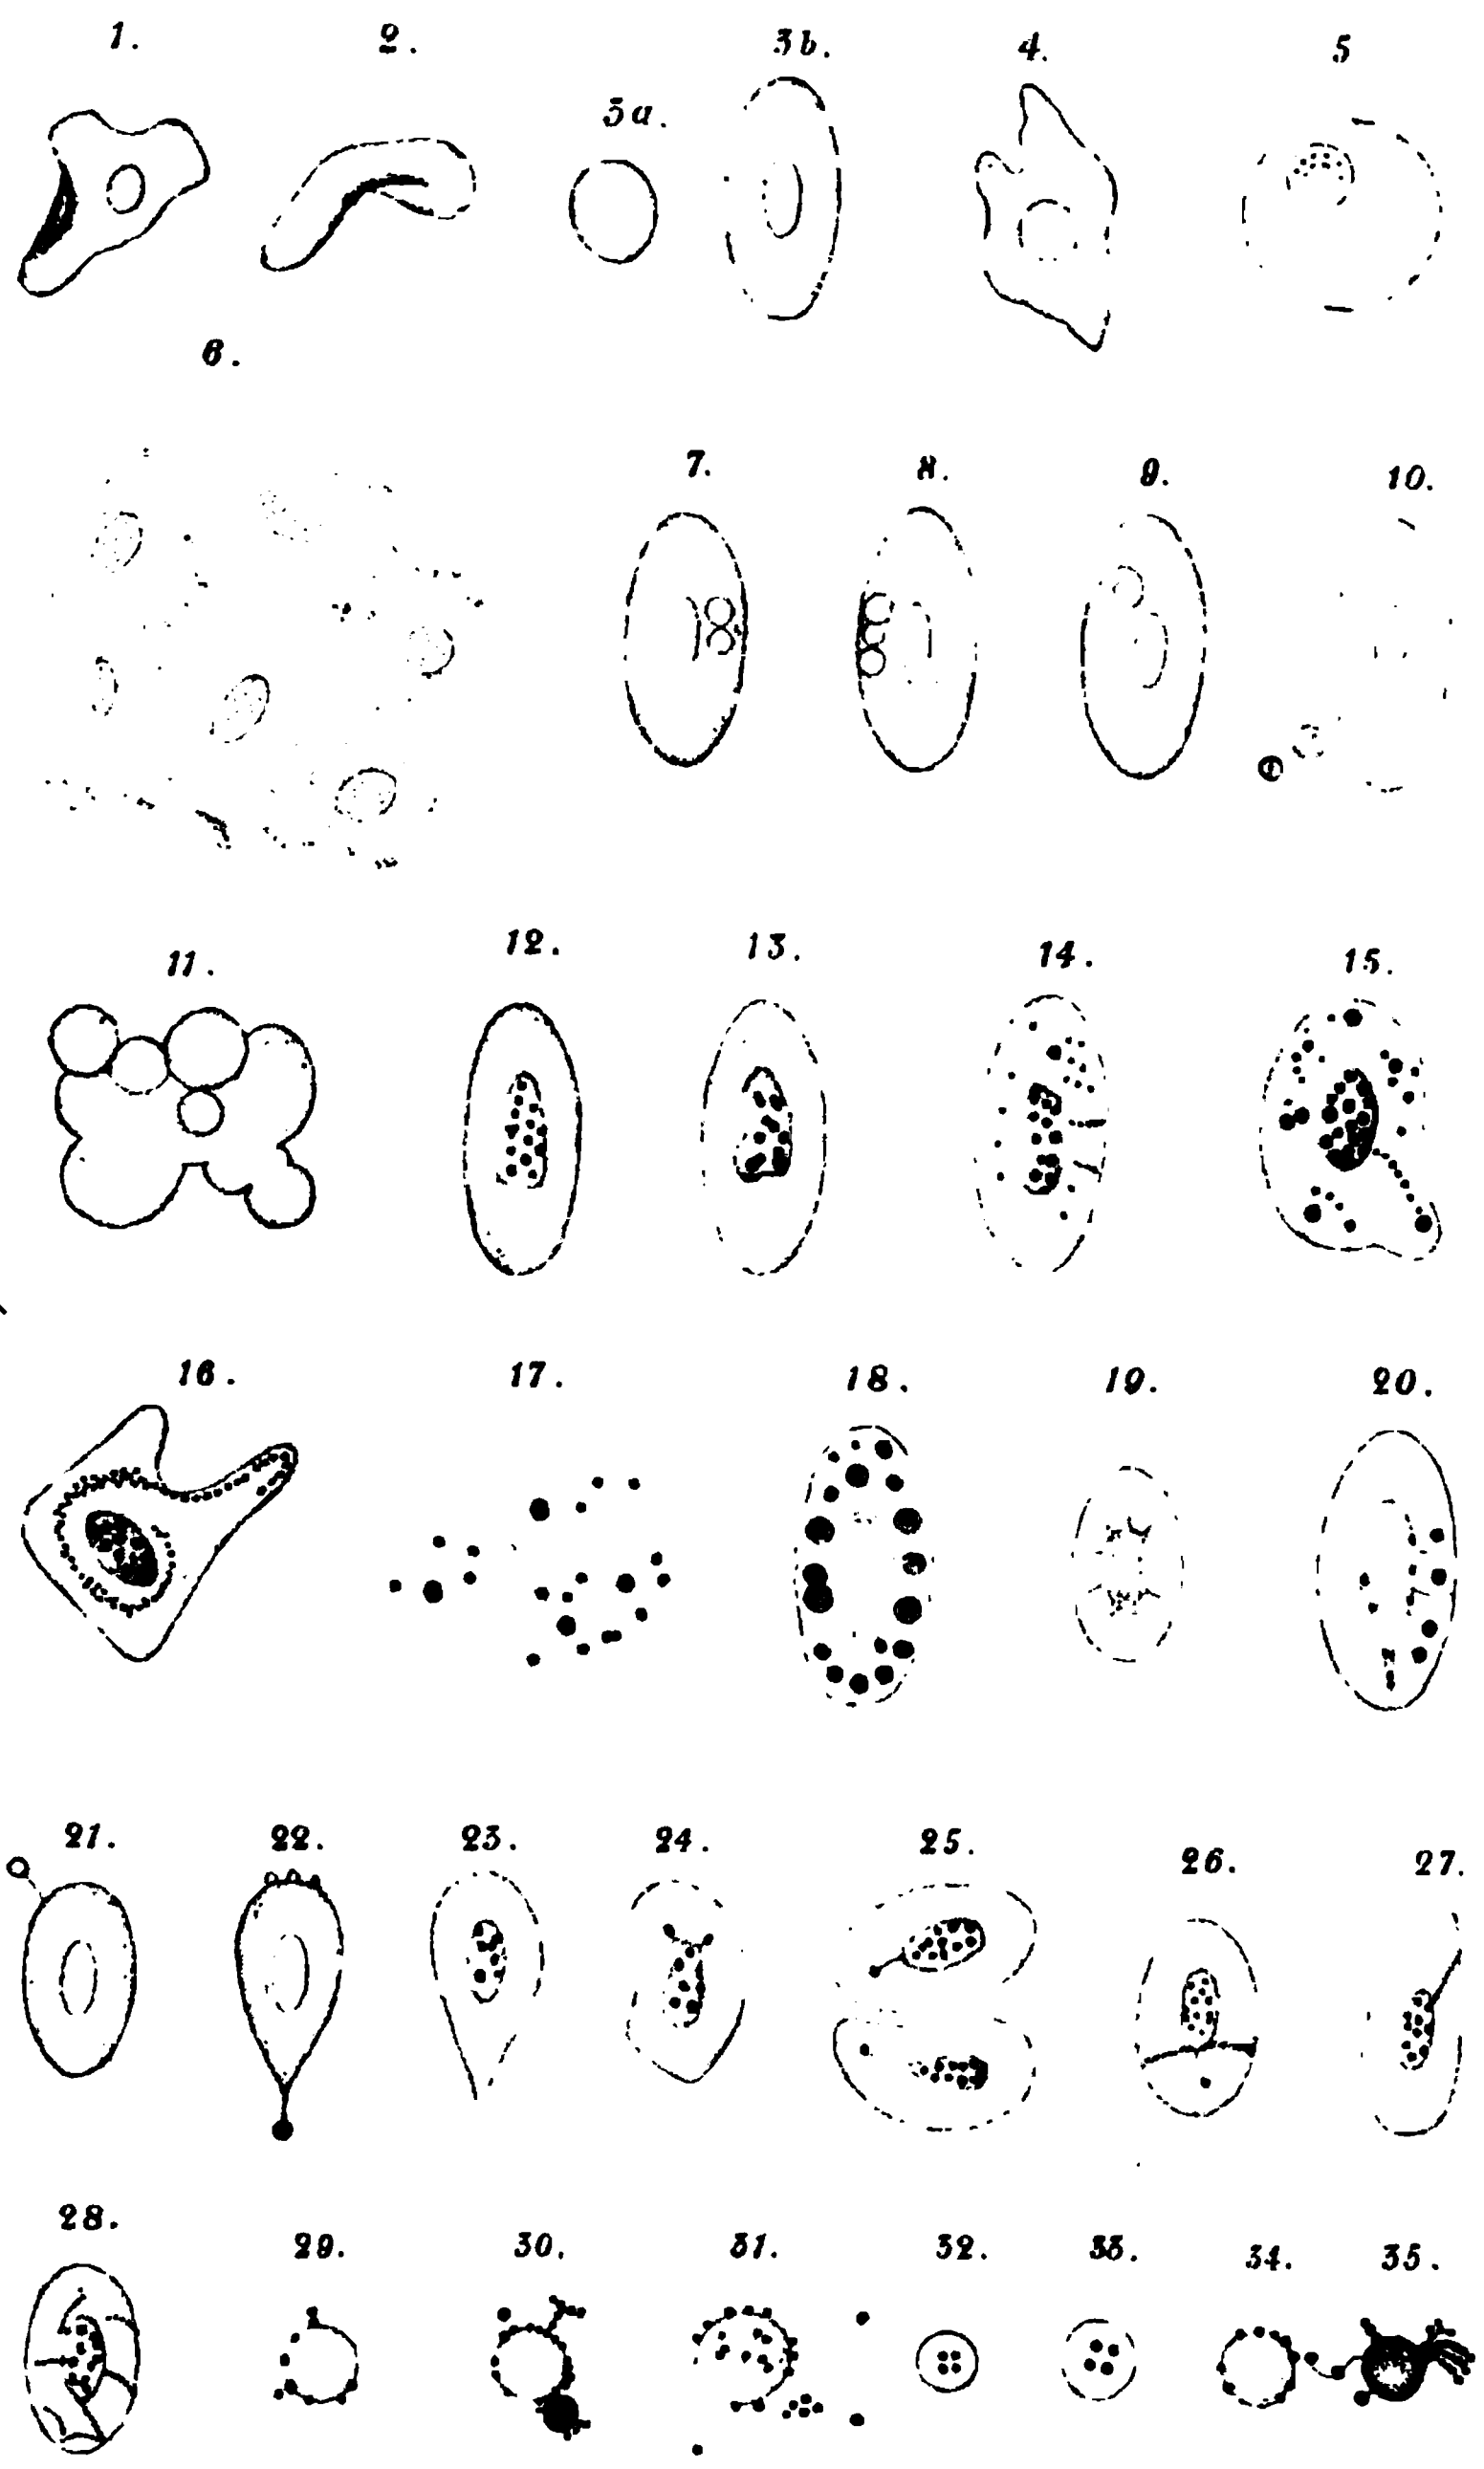 1. 2. 3b. 4. 5
3a.
6.
7. 8. 9. 10.
11. 12. 13. 14. 15.
16. 17. 18. 19. 20.
21. 22. 23. 24. 25. 26. 27.
28. 29. 30. 31. 32. 33. 34. 35.